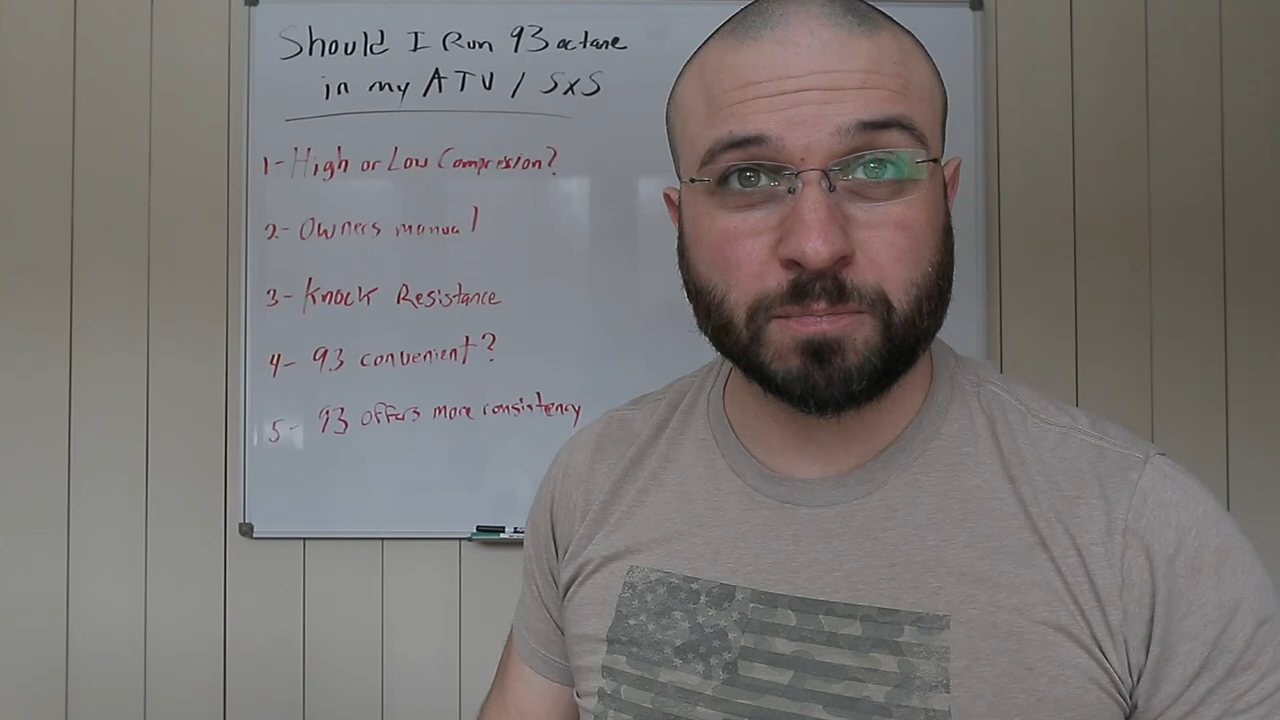 Should I Run 93 octane
in my ATV / SXS
1- High or Low Compresion?
2- Owners manual
3- Knock Resistance
4- 93 convenient?
5- 93 offers more consistency